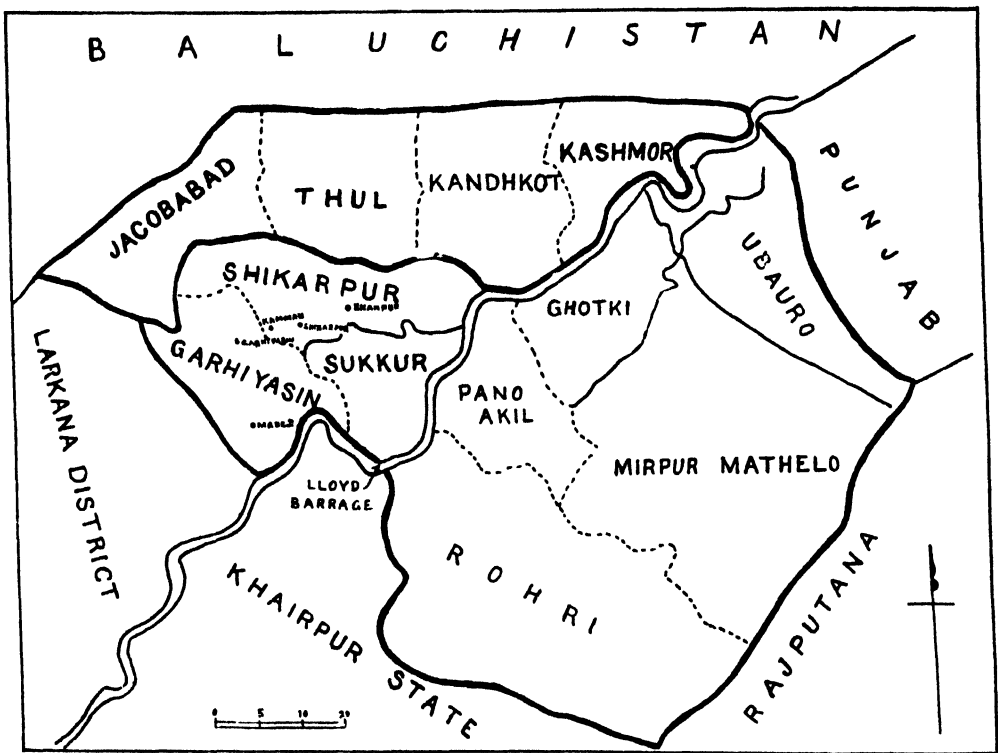 BALUCHISTAN
PUNJAB
JACOBABAD
THUL
KANDHKOT
KASHMOR
SHIKARPUR
KHANPUR
UBAURO
GHOTKI
GARHIYASIN
SUKKUR
PANO
AKIL
MIRPUR MATHELO
LLOYD
BARRAGE
LARKANA DISTRICT
ROHRI
KHAIRPUR STATE
RAJPUTANA
0 5 10 20